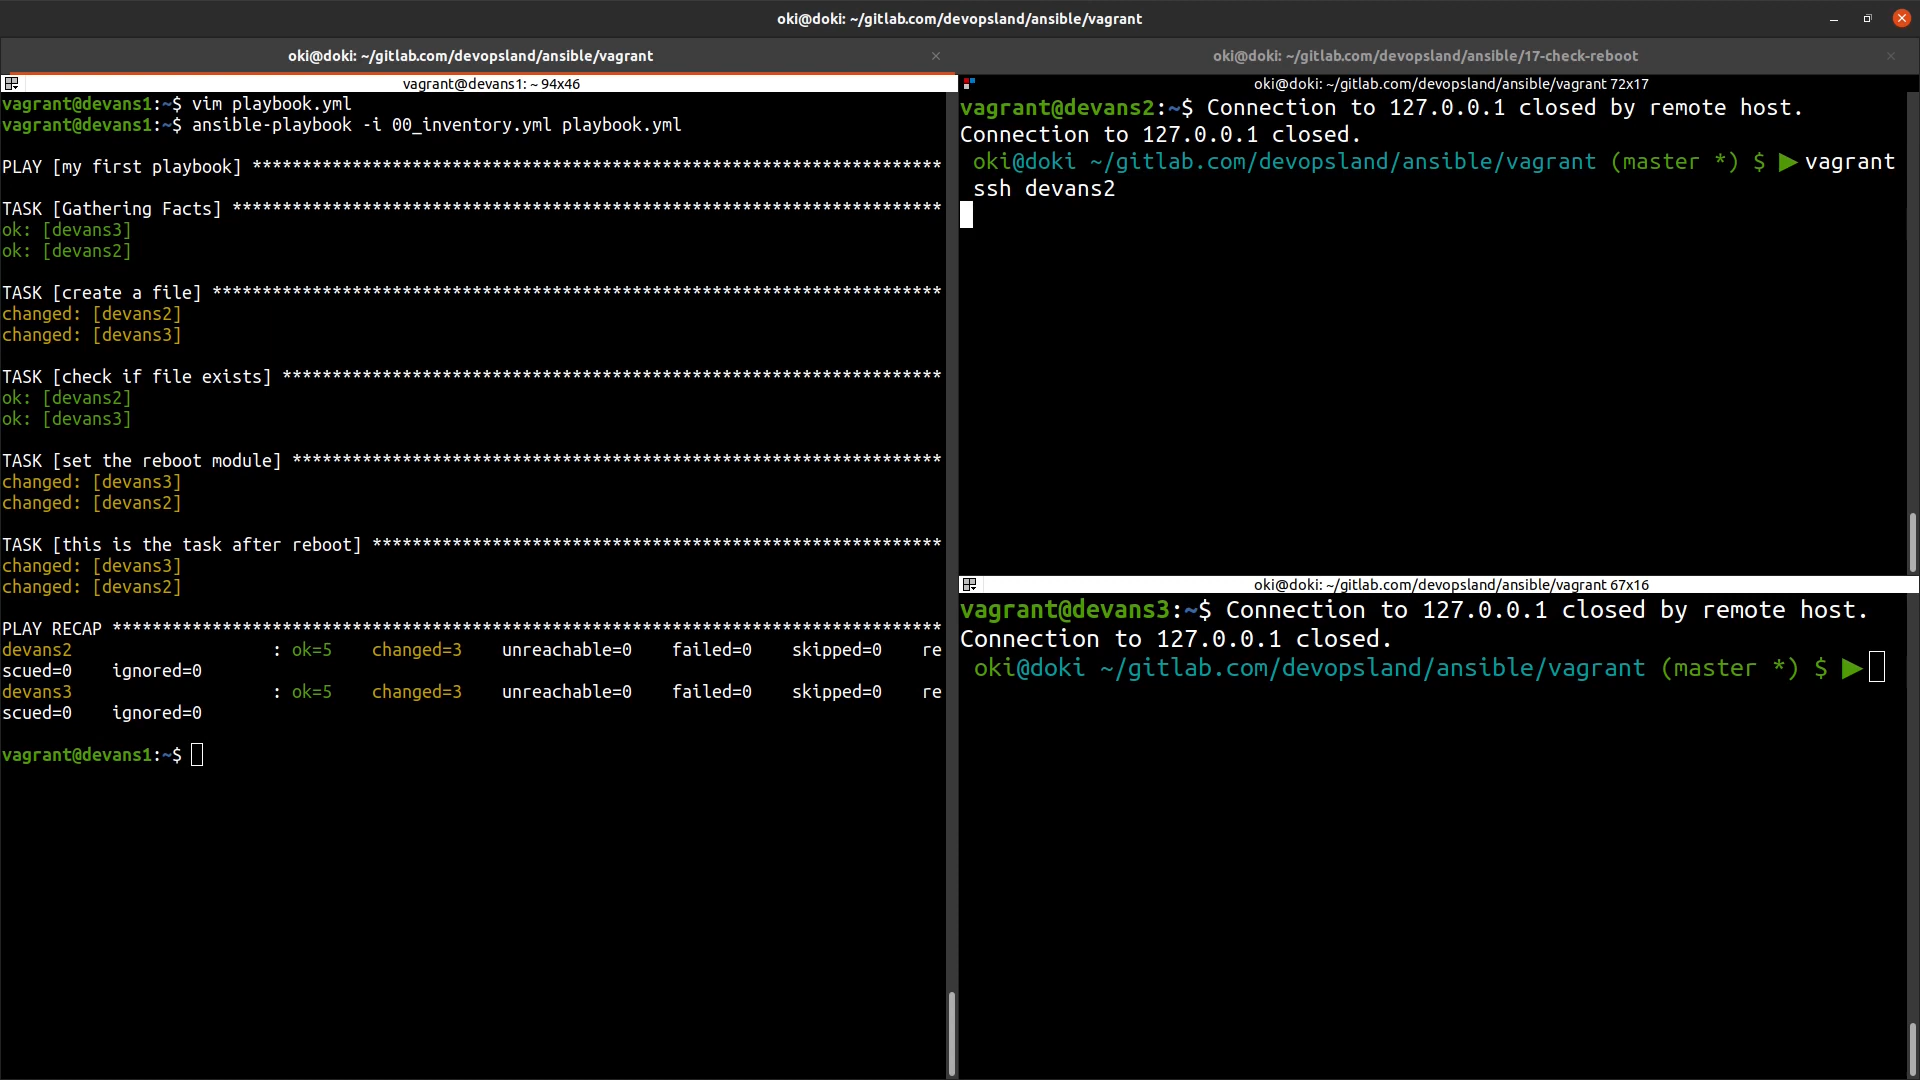 oki@doki: ~/gitlab.com/devopsland/ansible/vagrant
oki@doki: ~/gitlab.com/devopsland/ansible/vagrant
oki@doki: ~/gitlab.com/devopsland/ansible/17-check-reboot
vagrant@devans1: ~ 94x46
vagrant@devans1:~$ vim playbook.yml
vagrant@devans1:~$ ansible-playbook -i 00_inventory.yml playbook.yml
PLAY [my first playbook] *********************************************************************
TASK [Gathering Facts] ***********************************************************************
ok: [devans3]
ok: [devans2]
TASK [create a file] *************************************************************************
changed: [devans2]
changed: [devans3]
TASK [check if file exists] ******************************************************************
ok: [devans2]
ok: [devans3]
TASK [set the reboot module] *****************************************************************
changed: [devans3]
changed: [devans2]
TASK [this is the task after reboot] *********************************************************
changed: [devans3]
changed: [devans2]
PLAY RECAP ***********************************************************************************
devans2                    : ok=5    changed=3    unreachable=0    failed=0    skipped=0    re
scued=0    ignored=0
devans3                    : ok=5    changed=3    unreachable=0    failed=0    skipped=0    re
scued=0    ignored=0
vagrant@devans1:~$
oki@doki: ~/gitlab.com/devopsland/ansible/vagrant 72x17
vagrant@devans2:~$ Connection to 127.0.0.1 closed by remote host.
Connection to 127.0.0.1 closed.
oki@doki ~/gitlab.com/devopsland/ansible/vagrant (master *) $ ▶ vagrant
ssh devans2
oki@doki: ~/gitlab.com/devopsland/ansible/vagrant 67x16
vagrant@devans3:~$ Connection to 127.0.0.1 closed by remote host.
Connection to 127.0.0.1 closed.
oki@doki ~/gitlab.com/devopsland/ansible/vagrant (master *) $ ▶